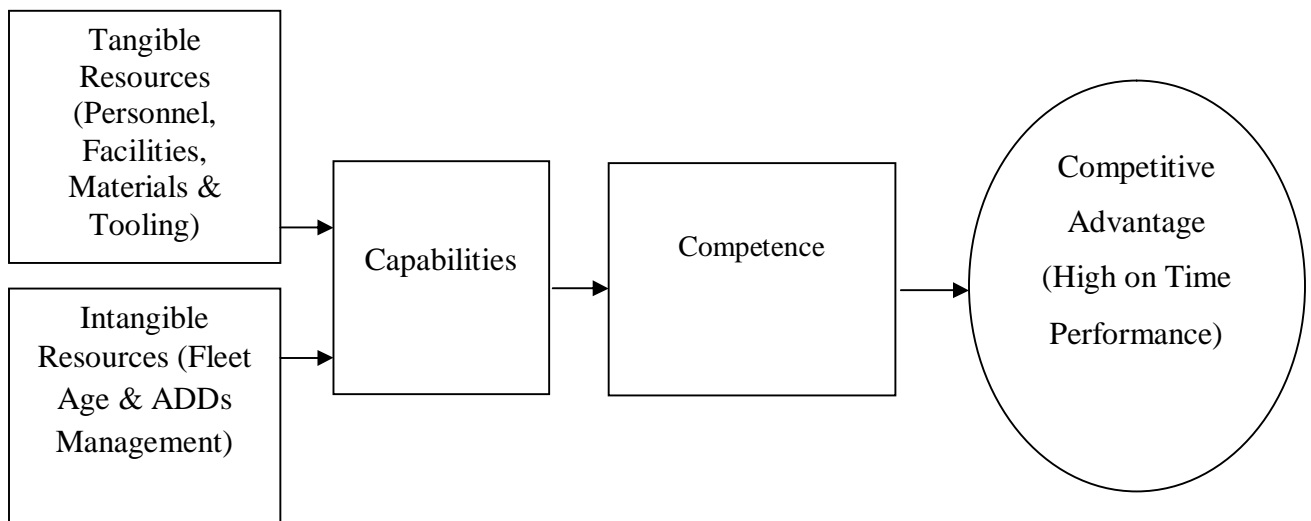 Tangible
Resources
(Personnel,
Facilities,
Materials &
Tooling)
Intangible
Resources (Fleet
Age & ADDs
Management)
Capabilities
Competence
Competitive
Advantage
(High on Time
Performance)